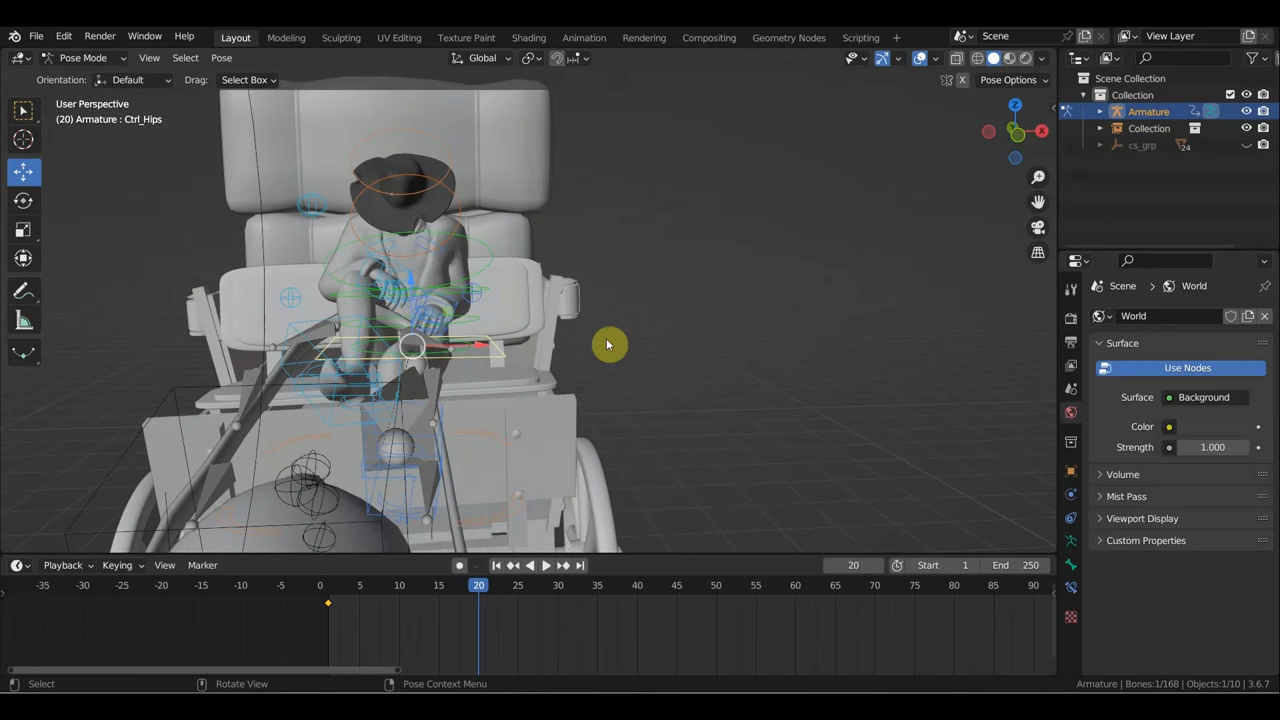 File Edit Render Window Help Layout Modeling Sculpting UV Editing Texture Paint Shading Animation Rendering Compositing Geometry Nodes Scripting Scene View Layer
Pose Mode View Select Pose Global
Orientation: Default Drag: Select Box X Pose Options
User Perspective
(20) Armature : Ctrl_Hips
Z
X
Scene Collection
Collection
Armature
Collection
cs_grp 24
Scene World
World
Surface
Use Nodes
Surface Background
Color
Strength 1.000
Volume
Mist Pass
Viewport Display
Custom Properties
Playback Keying View Marker 20 Start 1 End 250
-35 -30 -25 -20 -15 -10 -5 0 5 10 15 20 25 30 35 40 45 50 55 60 65 70 75 80 85 90
Select Rotate View Pose Context Menu Armature | Bones:1/168 | Objects:1/10 | 3.6.7